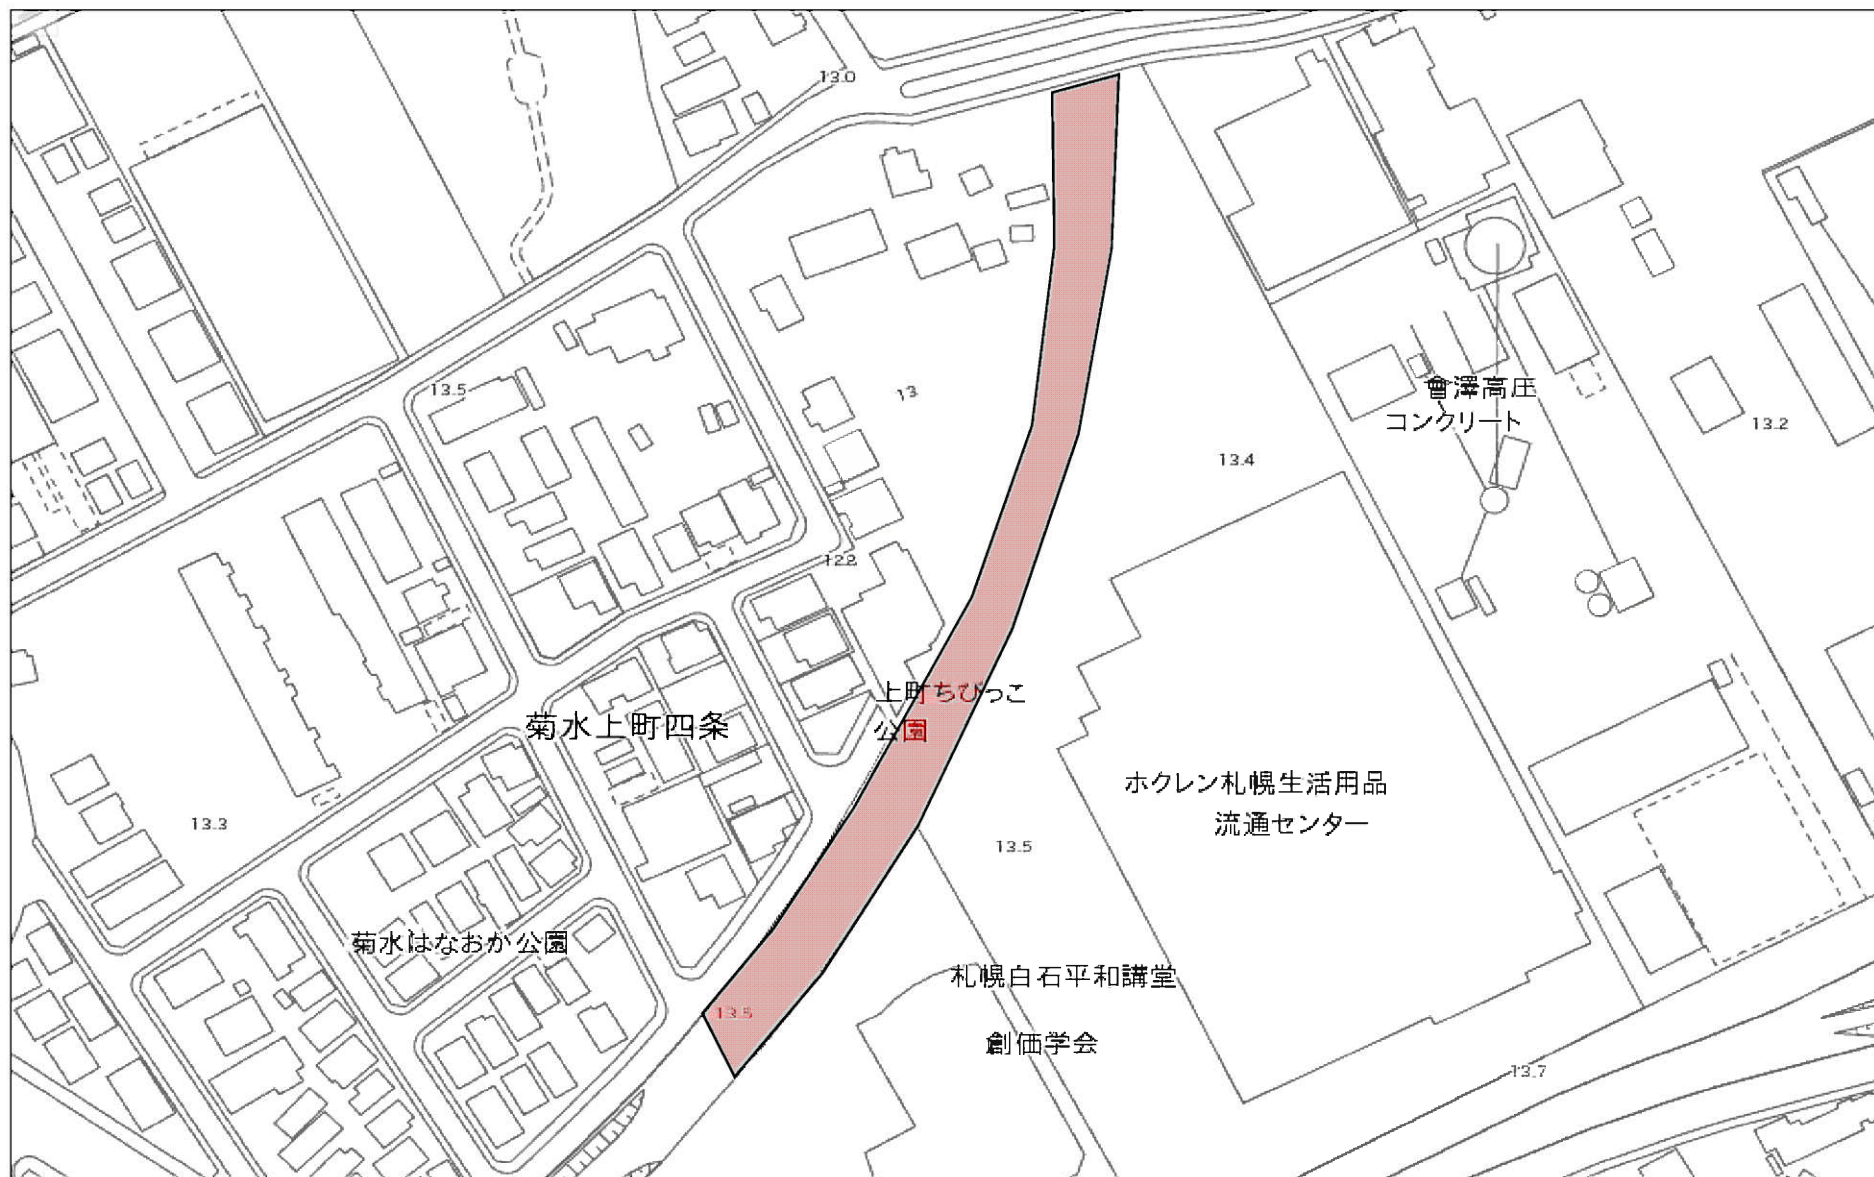 13.0
13.5
13
會澤高圧
コンクリート
13.2
13.4
12.2
上町ちびっこ
公園
菊水上町四条
ホクレン札幌生活用品
流通センター
13.3
13.5
菊水はなおか公園
札幌白石平和講堂
13.5
創価学会
13.7